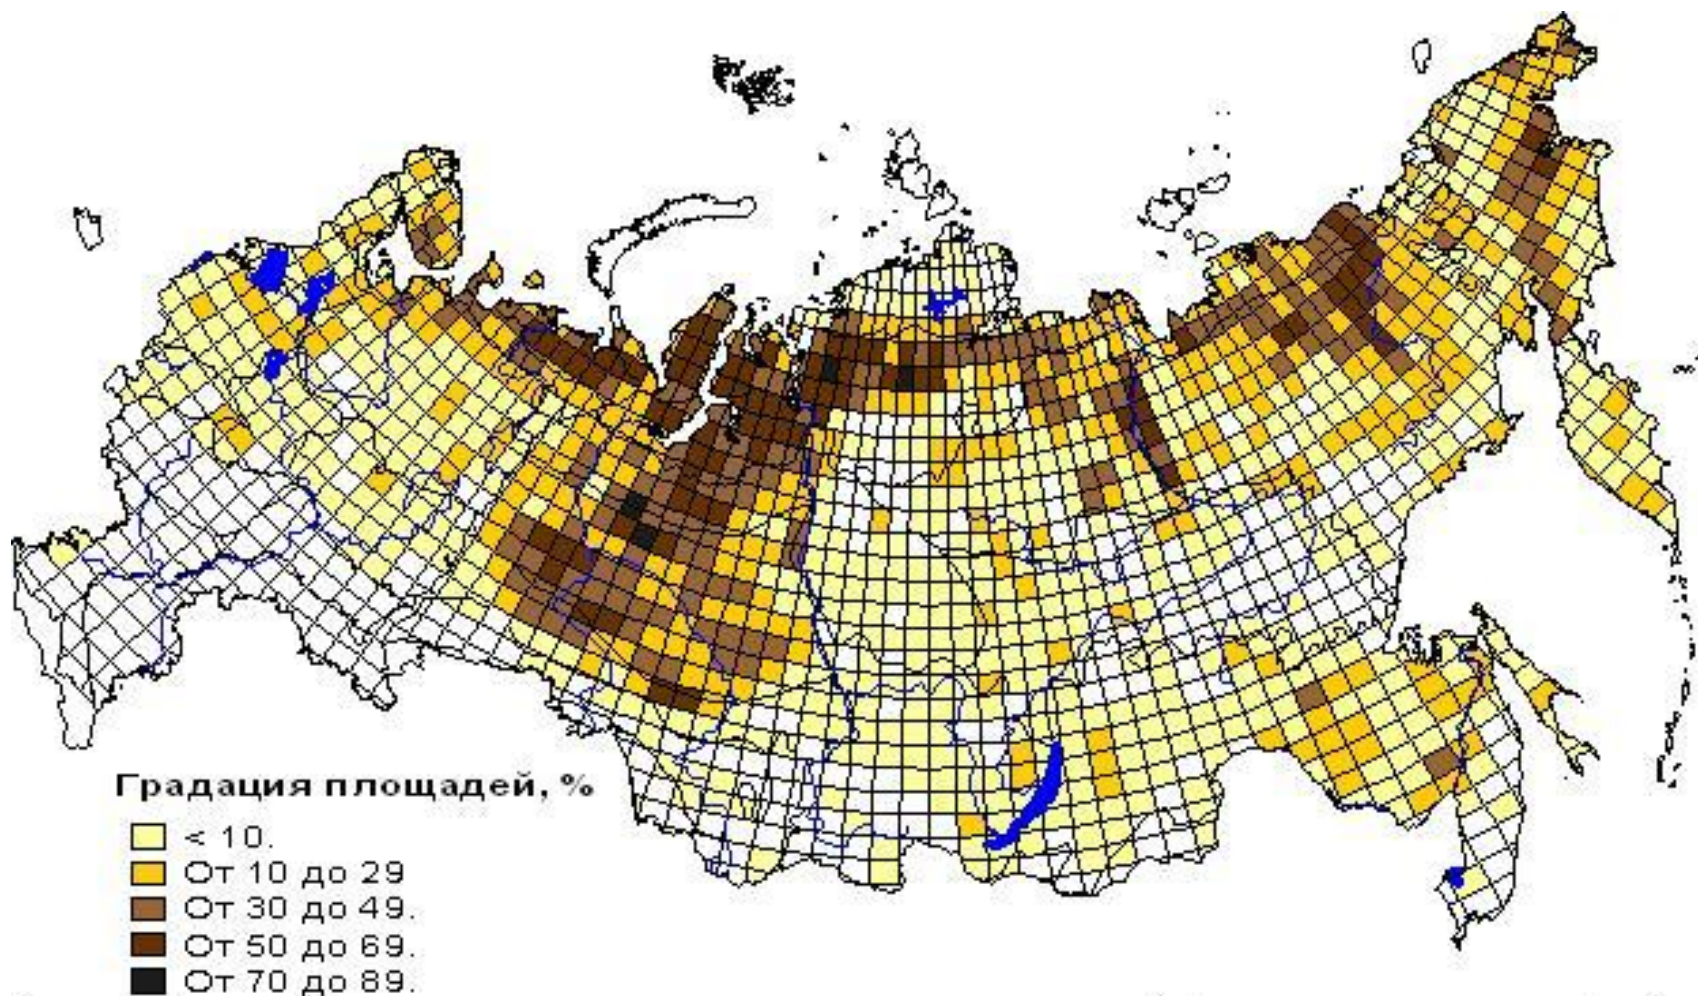 Градация площадей, %
< 10.
От 10 до 29
От 30 до 49.
От 50 до 69.
От 70 до 89.